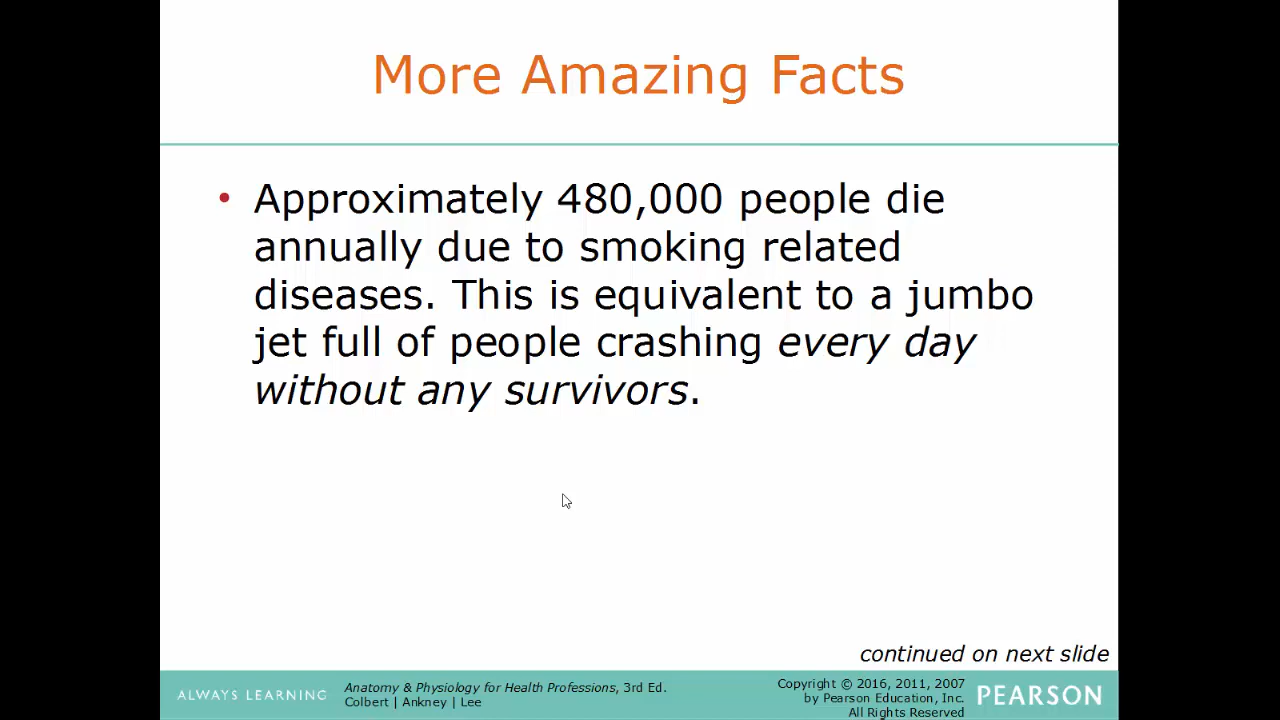 More Amazing Facts
• Approximately 480,000 people die
annually due to smoking related
diseases. This is equivalent to a jumbo
jet full of people crashing every day
without any survivors.
continued on next slide
ALWAYS LEARNING
Anatomy & Physiology for Health Professions, 3rd Ed.
Colbert | Ankney | Lee
Copyright © 2016, 2011, 2007
by Pearson Education, Inc.
All Rights Reserved
PEARSON